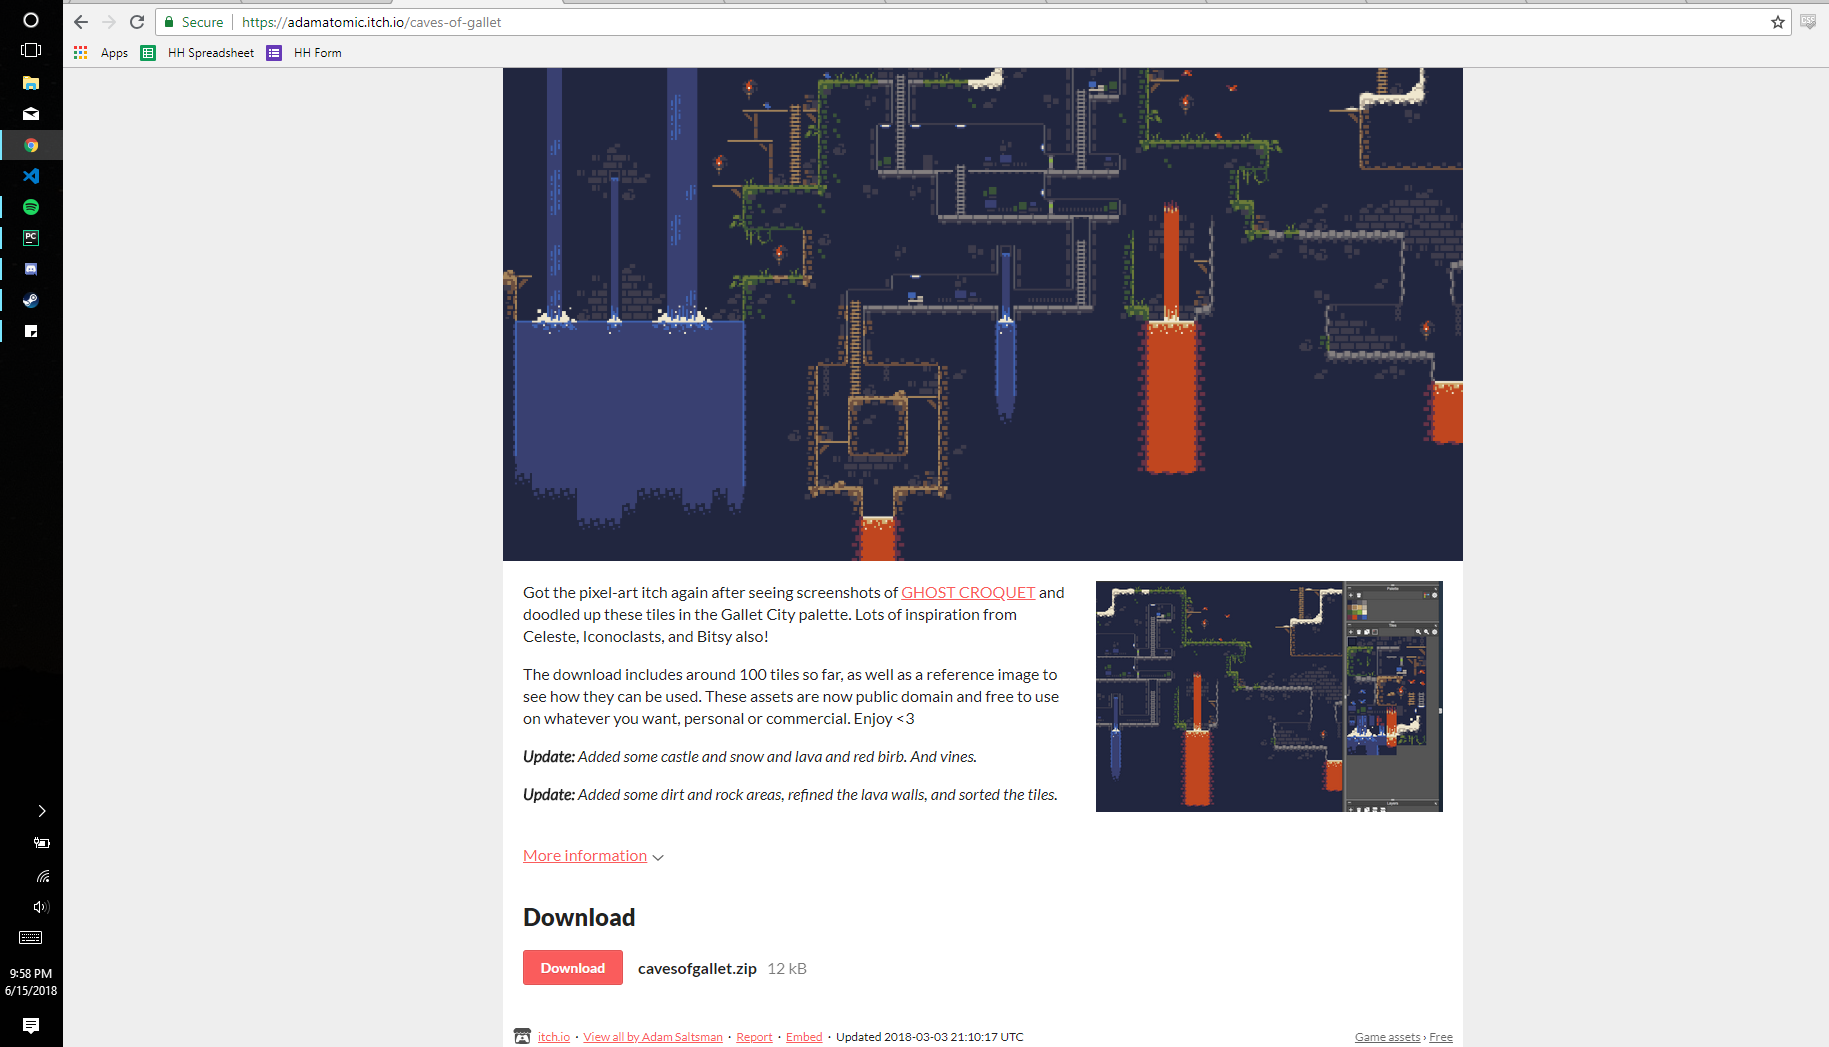 Secure https://adamatomic.itch.io/caves-of-gallet
Apps HH Spreadsheet HH Form
Got the pixel-art itch again after seeing screenshots of GHOST CROQUET and
doodled up these tiles in the Gallet City palette. Lots of inspiration from
Celeste, Iconoclasts, and Bitsy also!
The download includes around 100 tiles so far, as well as a reference image to
see how they can be used. These assets are now public domain and free to use
on whatever you want, personal or commercial. Enjoy <3
Update: Added some castle and snow and lava and red birb. And vines.
Update: Added some dirt and rock areas, refined the lava walls, and sorted the tiles.
More information
Download
Download cavesofgallet.zip 12 kB
itch.io · View all by Adam Saltsman · Report · Embed · Updated 2018-03-03 21:10:17 UTC
Game assets › Free
PC
9:58 PM
6/15/2018
CSS
Palette
Tiles
Layers